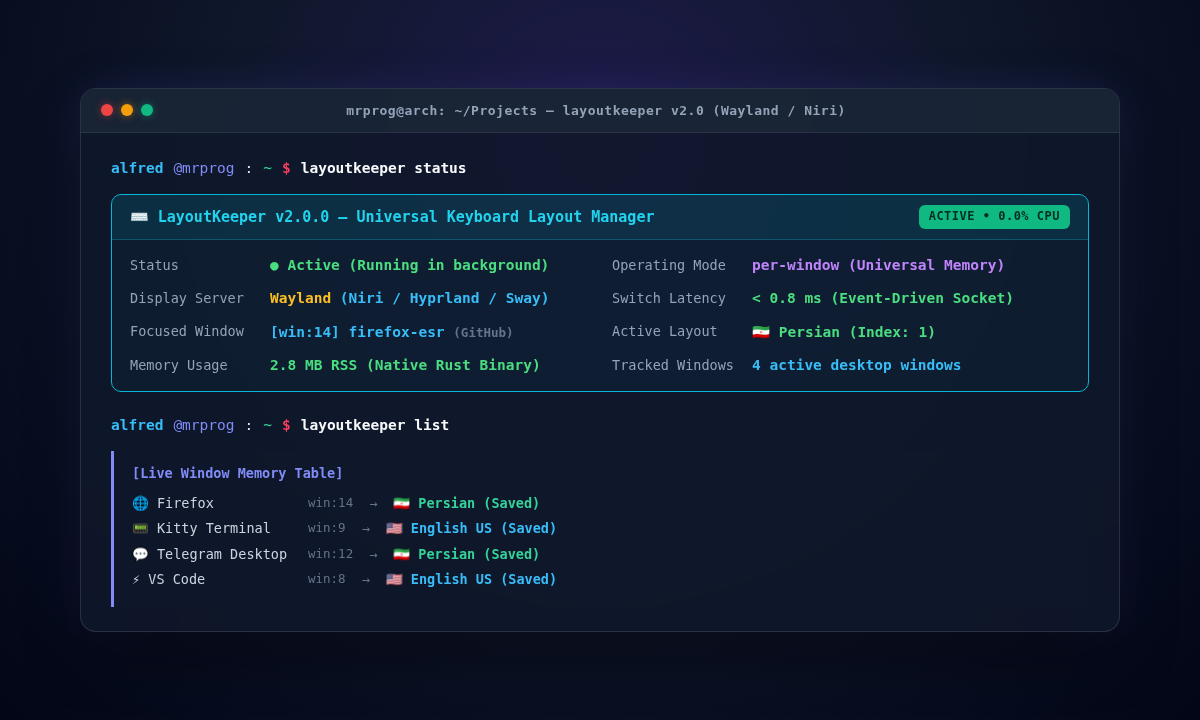 mrprog@arch: ~/Projects — layoutkeeper v2.0 (Wayland / Niri)
alfred @mrprog : ~ $ layoutkeeper status
⌨️ LayoutKeeper v2.0.0 — Universal Keyboard Layout Manager ACTIVE • 0.0% CPU
Status ● Active (Running in background) Operating Mode per-window (Universal Memory)
Display Server Wayland (Niri / Hyprland / Sway) Switch Latency < 0.8 ms (Event-Driven Socket)
Focused Window [win:14] firefox-esr (GitHub) Active Layout 🇮🇷 Persian (Index: 1)
Memory Usage 2.8 MB RSS (Native Rust Binary) Tracked Windows 4 active desktop windows
alfred @mrprog : ~ $ layoutkeeper list
[Live Window Memory Table]
🌐 Firefox win:14 → 🇮🇷 Persian (Saved)
📟 Kitty Terminal win:9 → 🇺🇸 English US (Saved)
💬 Telegram Desktop win:12 → 🇮🇷 Persian (Saved)
⚡ VS Code win:8 → 🇺🇸 English US (Saved)